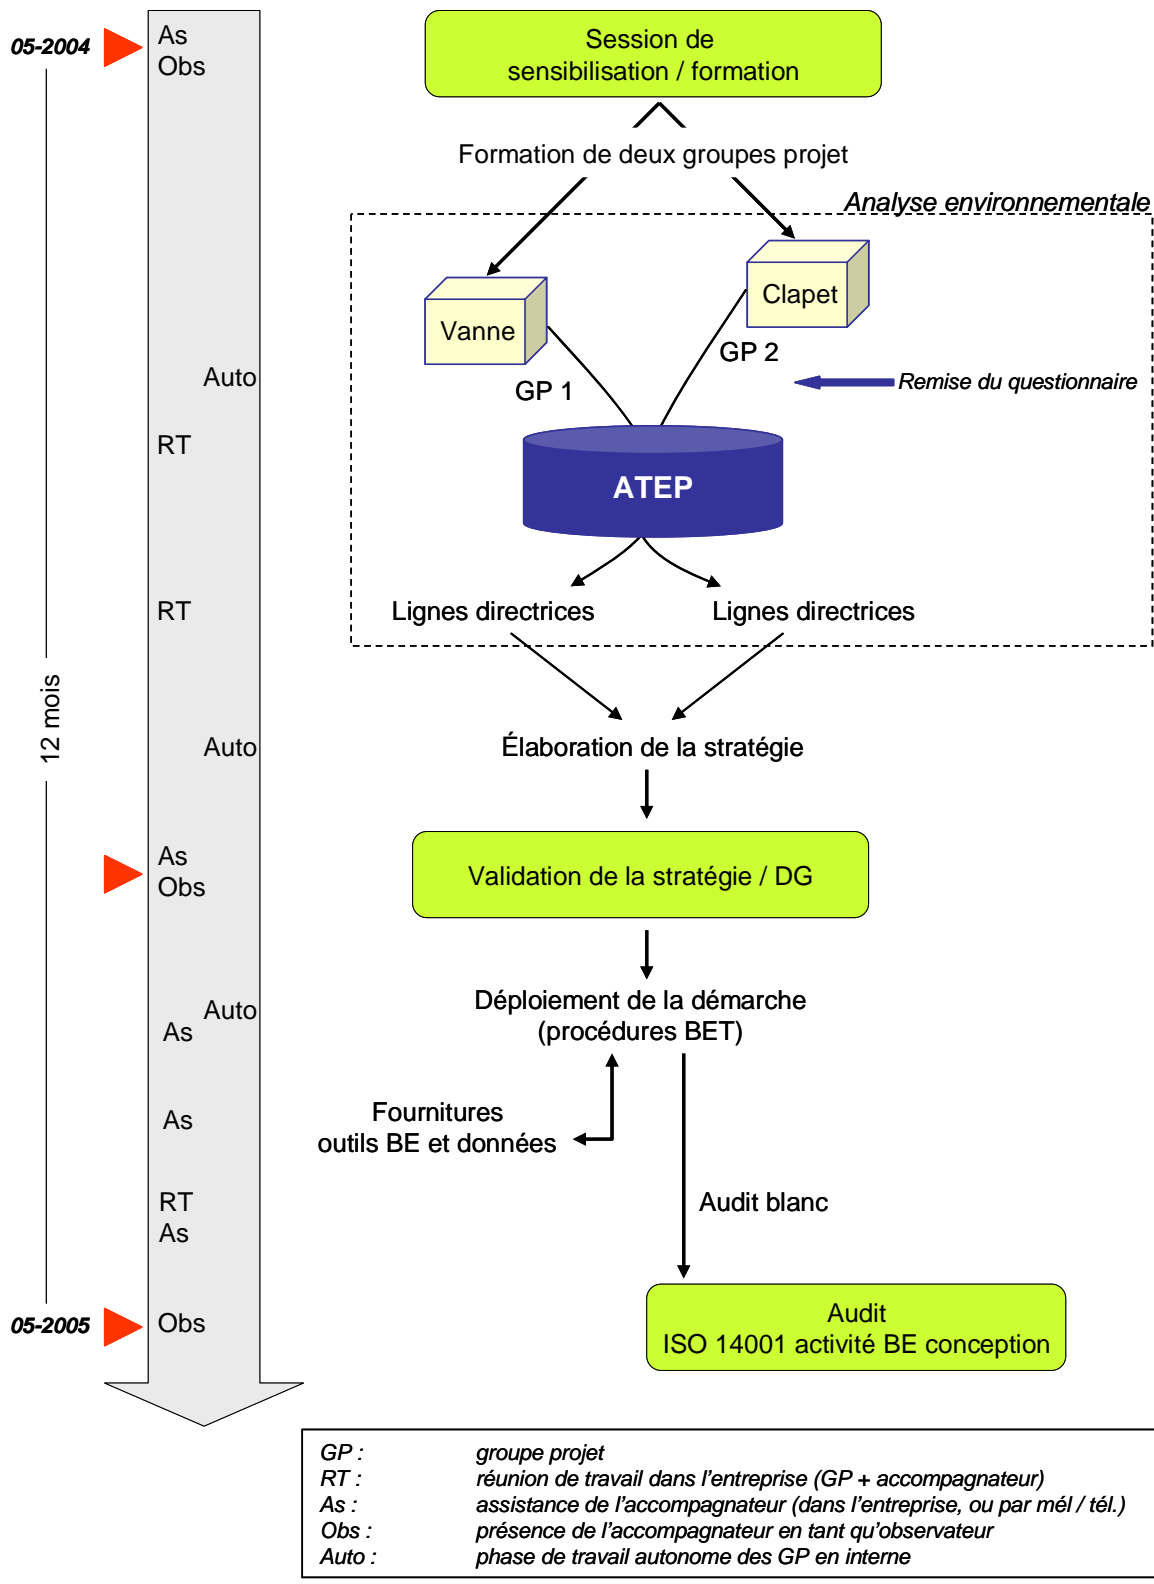 05-2004
As
Obs
Session de
sensibilisation / formation
Formation de deux groupes projet
Analyse environnementale
Vanne
Clapet
GP 1
GP 2
Auto
Remise du questionnaire
RT
ATEP
RT
Lignes directrices
Lignes directrices
12 mois
Auto
Élaboration de la stratégie
As
Obs
Validation de la stratégie / DG
Auto
As
Déploiement de la démarche
(procédures BET)
As
Fournitures
outils BE et données
RT
As
Audit blanc
05-2005
Obs
Audit
ISO 14001 activité BE conception
GP : groupe projet
RT : réunion de travail dans l'entreprise (GP + accompagnateur)
As : assistance de l'accompagnateur (dans l'entreprise, ou par mél / tél.)
Obs : présence de l'accompagnateur en tant qu'observateur
Auto : phase de travail autonome des GP en interne